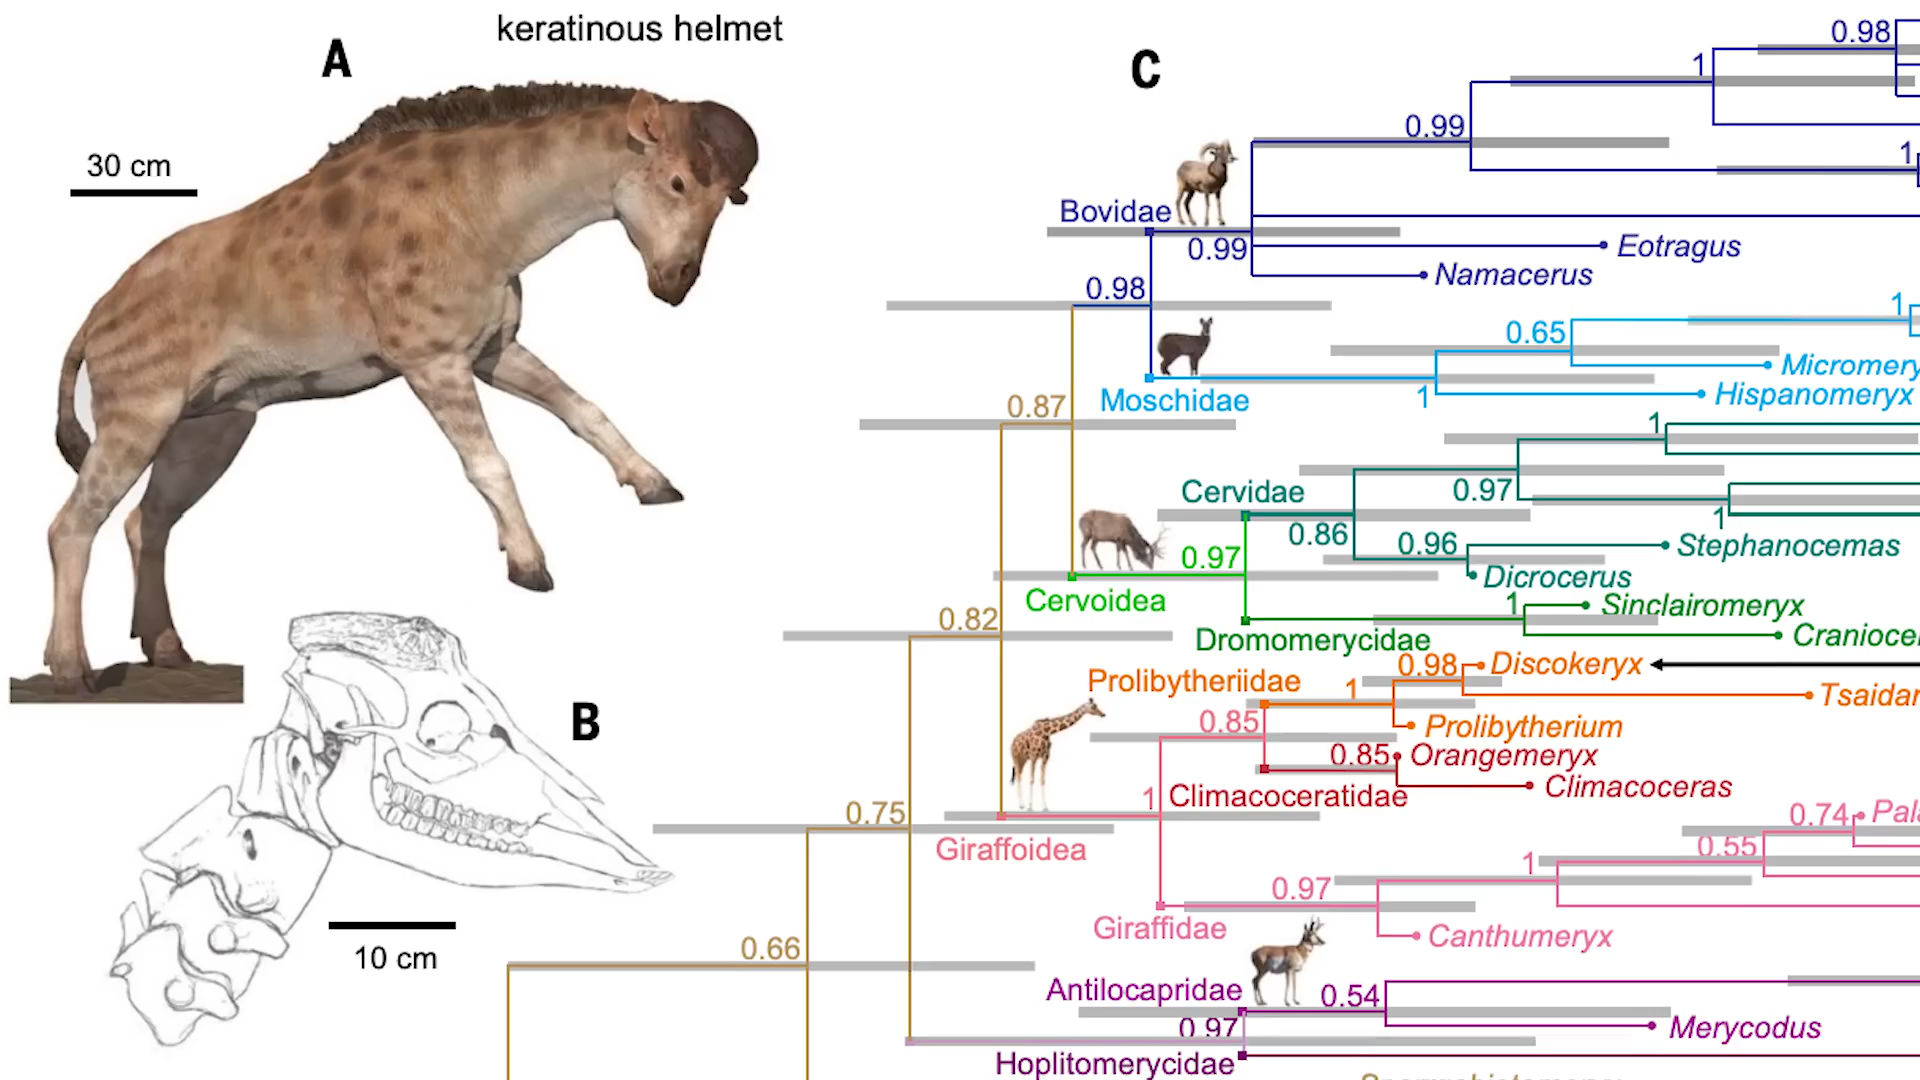 keratinous helmet
A
30 cm
B
10 cm
C
0.98
1
0.99
1
Bovidae
0.99
Eotragus
Namacerus
0.98
1
0.65
Moschidae
1
Hispanomeryx
0.87
1
Cervidae
0.97
1
0.86
0.96
Stephanocemas
0.97
Dicrocerus
Cervoidea
1
Sinclairomeryx
0.82
Dromomerycidae
0.98
Discokeryx
Prolibytheriidae
1
0.85
Prolibytherium
0.85
Orangemeryx
1
Climacoceratidae
Climacoceras
0.75
0.74
Giraffoidea
0.55
1
0.97
Giraffidae
Canthumeryx
0.66
Antilocapridae
0.54
0.97
Merycodus
Hoplitomerycidae